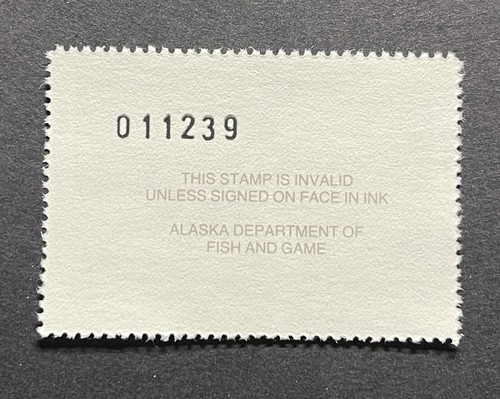 011239
THIS STAMP IS INVALID
UNLESS SIGNED ON FACE IN INK
ALASKA DEPARTMENT OF
FISH AND GAME